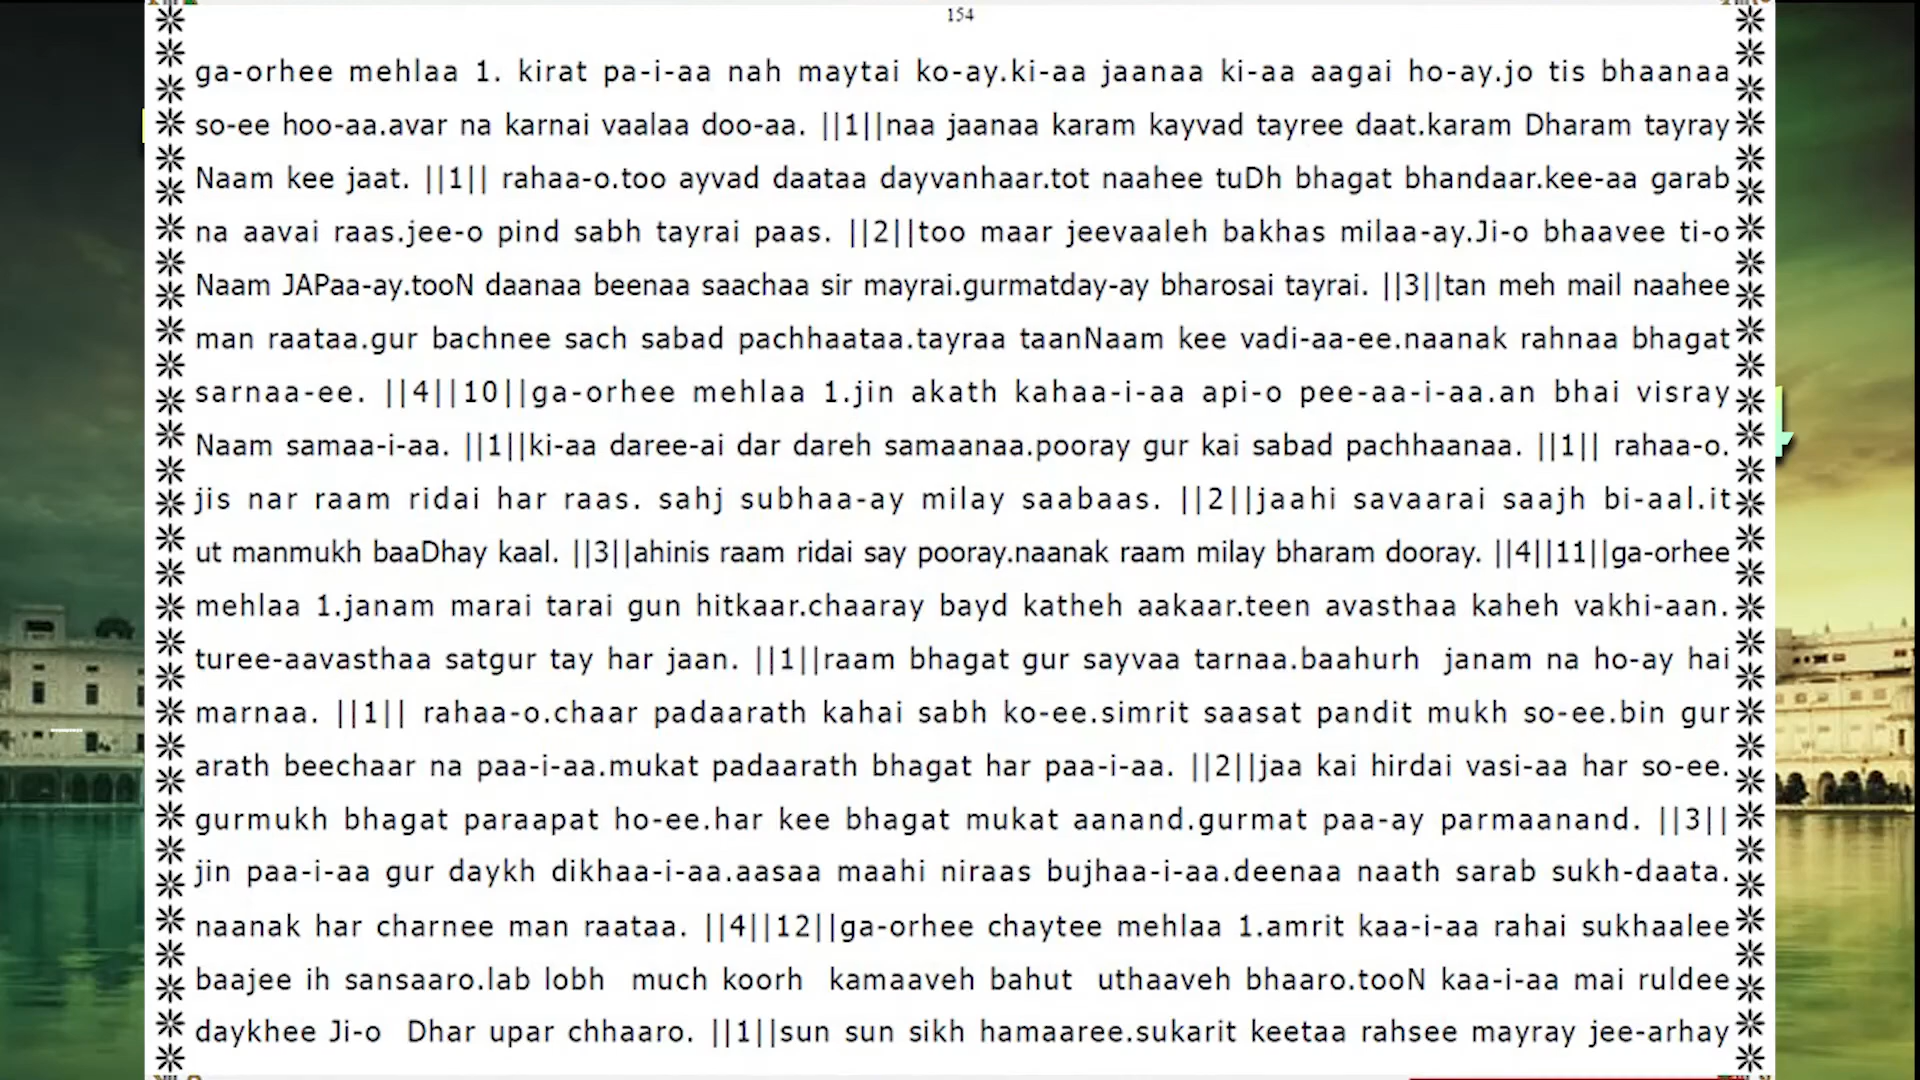 154
ga-orhee mehlaa 1. kirat pa-i-aa nah maytai ko-ay.ki-aa jaanaa ki-aa aagai ho-ay.jo tis bhaanaa
so-ee hoo-aa.avar na karnai vaalaa doo-aa. ||1||naa jaanaa karam kayvad tayree daat.karam Dharam tayray
Naam kee jaat. ||1|| rahaa-o.too ayvad daataa dayvanhaar.tot naahee tuDh bhagat bhandaar.kee-aa garab
na aavai raas.jee-o pind sabh tayrai paas. ||2||too maar jeevaaleh bakhas milaa-ay.Ji-o bhaavee ti-o
Naam JAPaa-ay.tooN daanaa beenaa saachaa sir mayrai.gurmatday-ay bharosai tayrai. ||3||tan meh mail naahee
man raataa.gur bachnee sach sabad pachhaataa.tayraa taanNaam kee vadi-aa-ee.naanak rahnaa bhagat
sarnaa-ee. ||4||10||ga-orhee mehlaa 1.jin akath kahaa-i-aa api-o pee-aa-i-aa.an bhai visray
Naam samaa-i-aa. ||1||ki-aa daree-ai dar dareh samaanaa.pooray gur kai sabad pachhaanaa. ||1|| rahaa-o.
jis nar raam ridai har raas. sahj subhaa-ay milay saabaas. ||2||jaahi savaarai saajh bi-aal.it
ut manmukh baaDhay kaal. ||3||ahinis raam ridai say pooray.naanak raam milay bharam dooray. ||4||11||ga-orhee
mehlaa 1.janam marai tarai gun hitkaar.chaaray bayd katheh aakaar.teen avasthaa kaheh vakhi-aan.
turee-aavasthaa satgur tay har jaan. ||1||raam bhagat gur sayvaa tarnaa.baahurh janam na ho-ay hai
marnaa. ||1|| rahaa-o.chaar padaarath kahai sabh ko-ee.simrit saasat pandit mukh so-ee.bin gur
arath beechaar na paa-i-aa.mukat padaarath bhagat har paa-i-aa. ||2||jaa kai hirdai vasi-aa har so-ee.
gurmukh bhagat paraapat ho-ee.har kee bhagat mukat aanand.gurmat paa-ay parmaanand. ||3||
jin paa-i-aa gur daykh dikhaa-i-aa.aasaa maahi niraas bujhaa-i-aa.deenaa naath sarab sukh-daata.
naanak har charnee man raataa. ||4||12||ga-orhee chaytee mehlaa 1.amrit kaa-i-aa rahai sukhaalee
baajee ih sansaaro.lab lobh much koorh kamaaveh bahut uthaaveh bhaaro.tooN kaa-i-aa mai ruldee
daykhee Ji-o Dhar upar chhaaro. ||1||sun sun sikh hamaaree.sukarit keetaa rahsee mayray jee-arhay